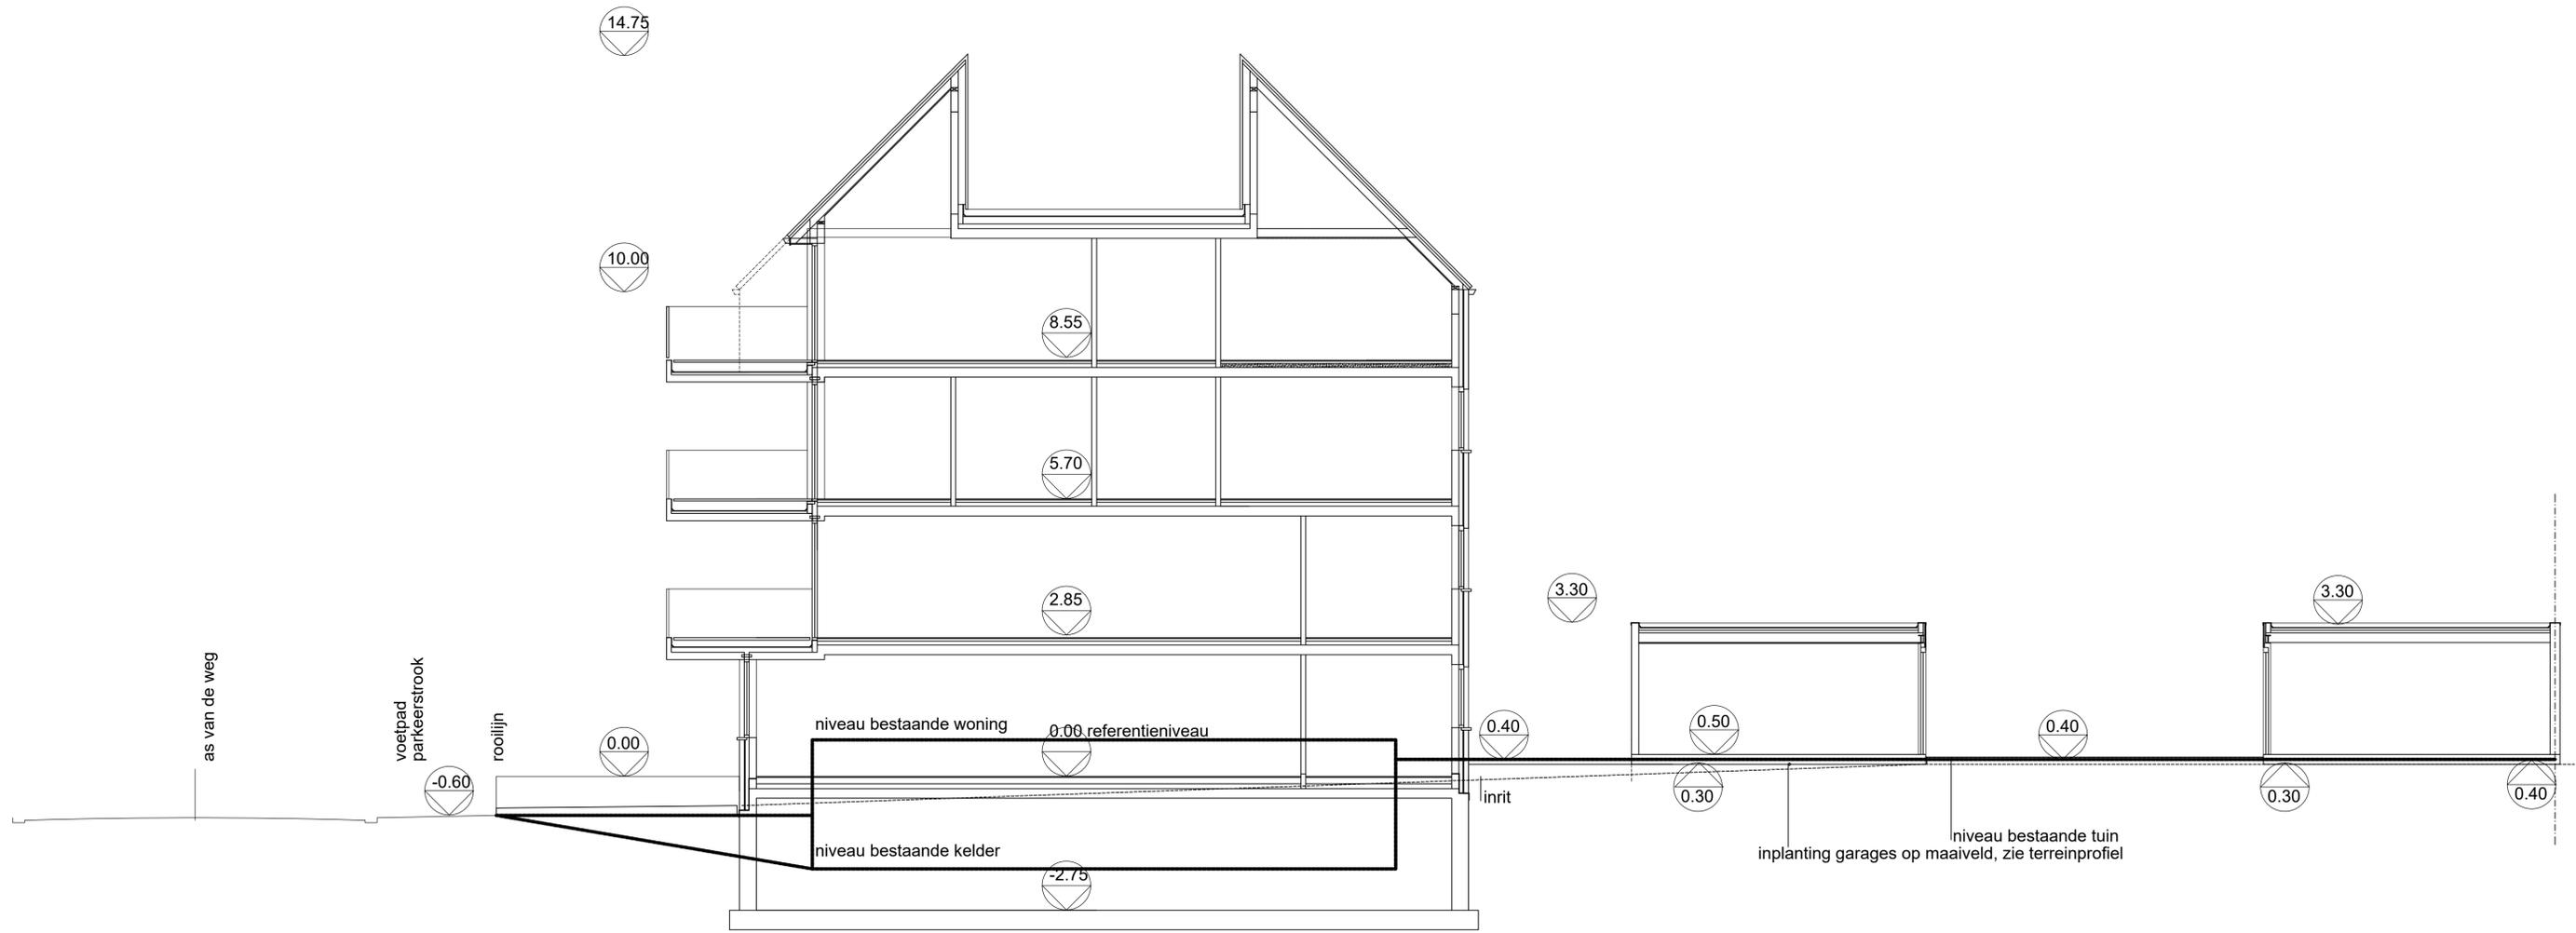 14.75
10.00
8.55
5.70
2.85
3.30
3.30
as van de weg
voetpad
parkeerstrook
rooilijn
niveau bestaande woning
0.00 referentieniveau
0.00
-0.60
0.40
0.50
0.40
inrit
0.30
0.30
0.40
niveau bestaande tuin
inplanting garages op maaiveld, zie terreinprofiel
niveau bestaande kelder
-2.75